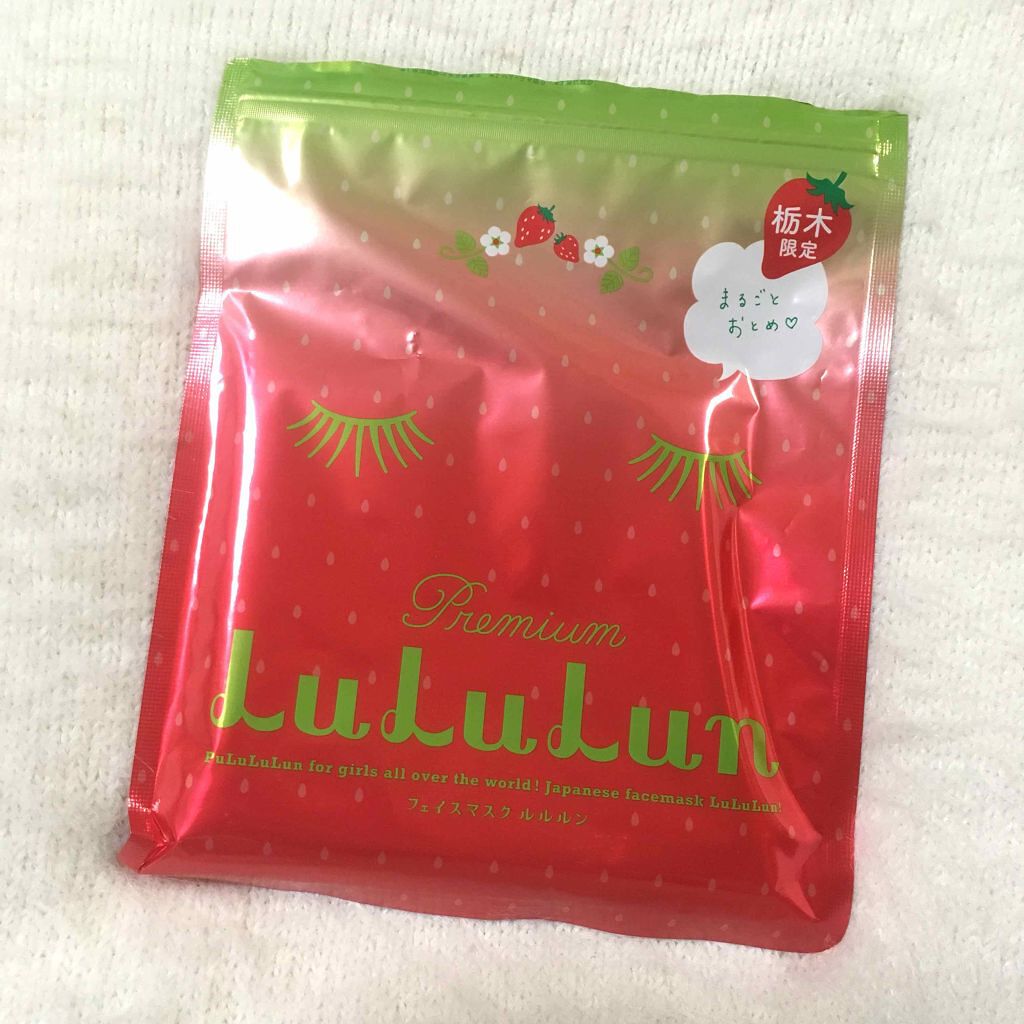 栃木
限定
まるごと
おとめ♡
Premium
LuLuLun
PuLuLuLun for girls all over the world! Japanese facemask LuLuLun!
フェイスマスク ルルルン